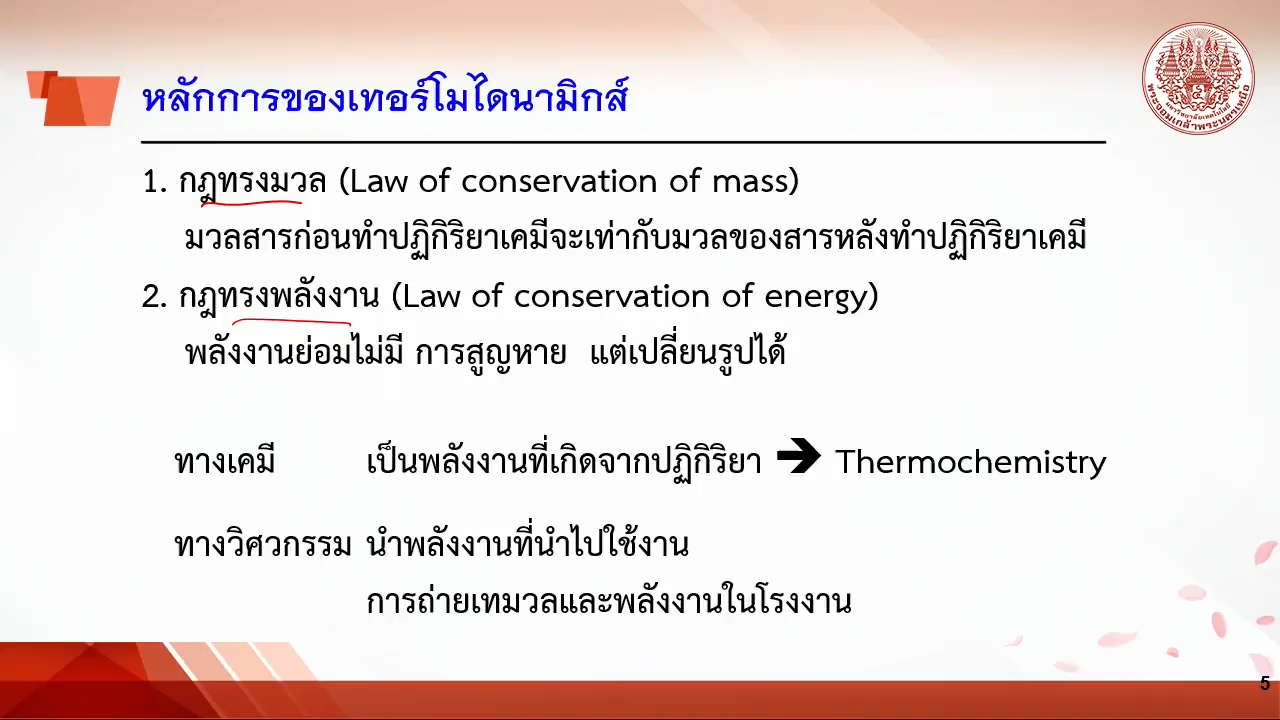 หลักการของเทอร์โมไดนามิกส์
1. กฎทรงมวล (Law of conservation of mass)
มวลสารก่อนทำปฏิกิริยาเคมีจะเท่ากับมวลของสารหลังทำปฏิกิริยาเคมี
2. กฎทรงพลังงาน (Law of conservation of energy)
พลังงานย่อมไม่มี การสูญหาย แต่เปลี่ยนรูปได้
ทางเคมี เป็นพลังงานที่เกิดจากปฏิกิริยา ➔ Thermochemistry
ทางวิศวกรรม นำพลังงานที่นำไปใช้งาน
การถ่ายเทมวลและพลังงานในโรงงาน
5